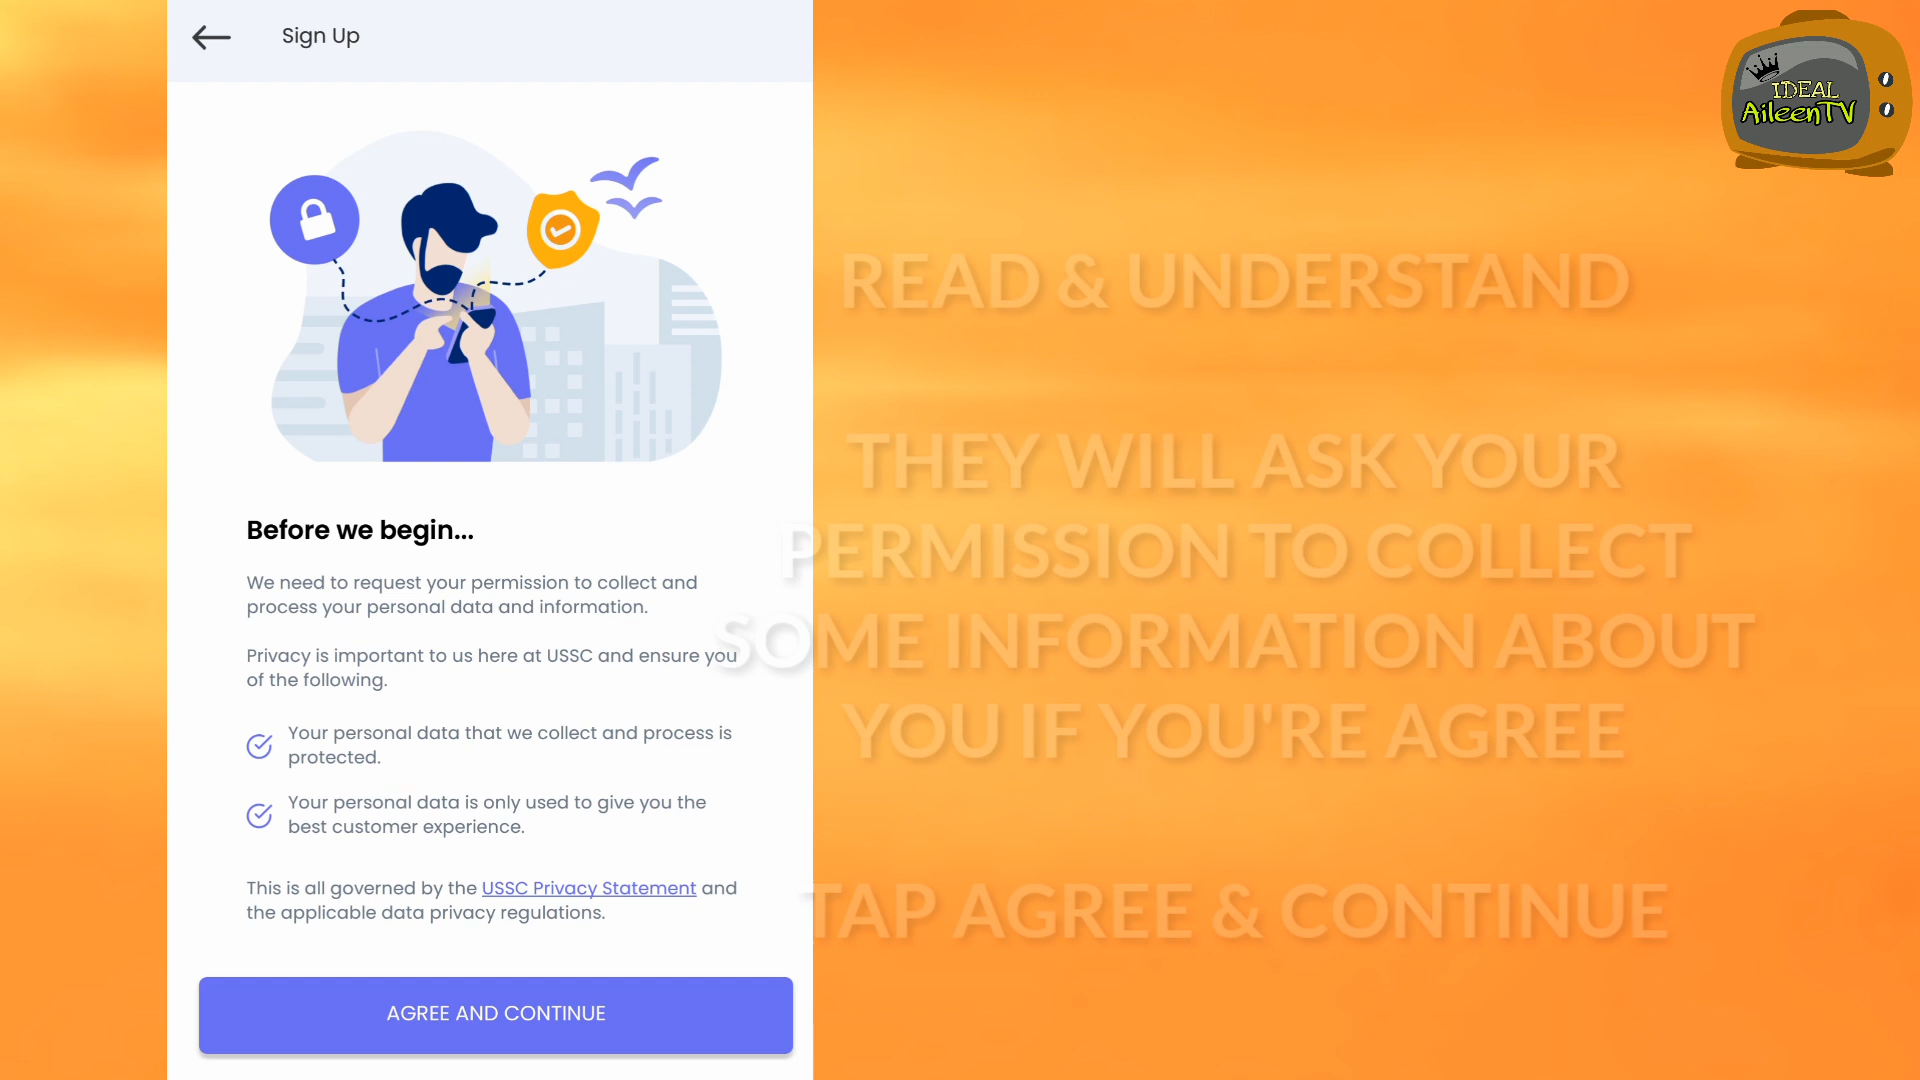 Sign Up
IDEAL
AileenTV
READ & UNDERSTAND
THEY WILL ASK YOUR
PERMISSION TO COLLECT
SOME INFORMATION ABOUT
YOU IF YOU'RE AGREE
TAP AGREE & CONTINUE
Before we begin...
We need to request your permission to collect and
process your personal data and information.
Privacy is important to us here at USSC and ensure you
of the following.
Your personal data that we collect and process is
protected.
Your personal data is only used to give you the
best customer experience.
This is all governed by the USSC Privacy Statement and
the applicable data privacy regulations.
AGREE AND CONTINUE